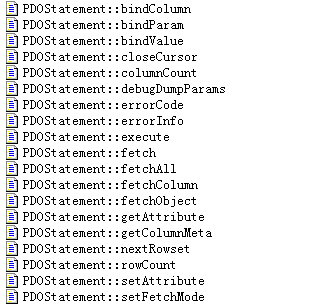 PDOStatement::bindColumn
PDOStatement::bindParam
PDOStatement::bindValue
PDOStatement::closeCursor
PDOStatement::columnCount
PDOStatement::debugDumpParams
PDOStatement::errorCode
PDOStatement::errorInfo
PDOStatement::execute
PDOStatement::fetch
PDOStatement::fetchAll
PDOStatement::fetchColumn
PDOStatement::fetchObject
PDOStatement::getAttribute
PDOStatement::getColumnMeta
PDOStatement::nextRowset
PDOStatement::rowCount
PDOStatement::setAttribute
PDOStatement::setFetchMode